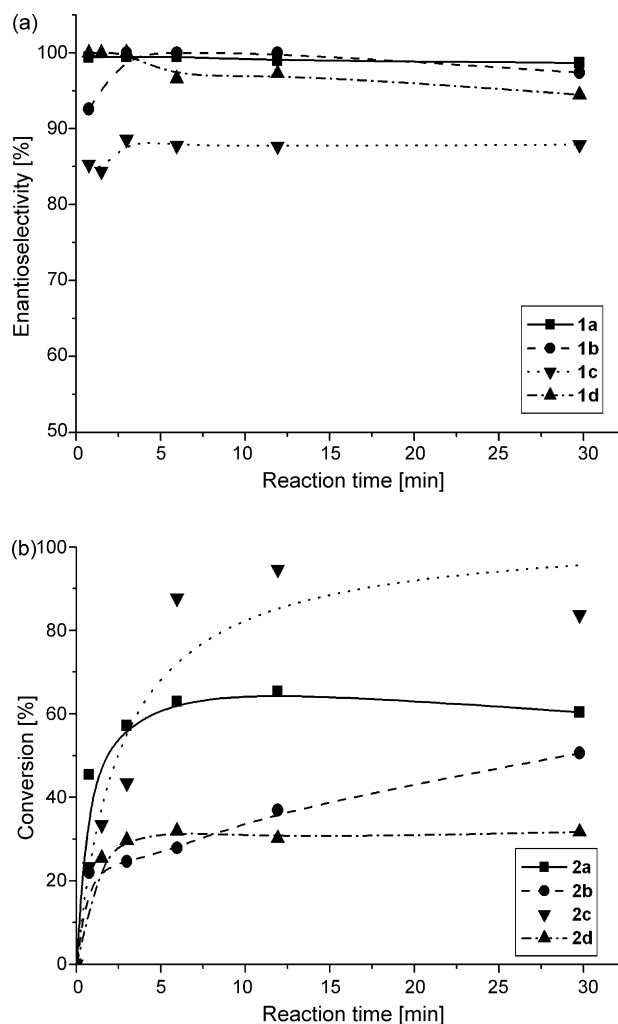 (a)
Enantioselectivity [%]
100
90
80
70
60
50
1a
1b
1c
1d
0 5 10 15 20 25 30
Reaction time [min]
(b)
Conversion [%]
100
80
60
40
20
0
2a
2b
2c
2d
0 5 10 15 20 25 30
Reaction time [min]